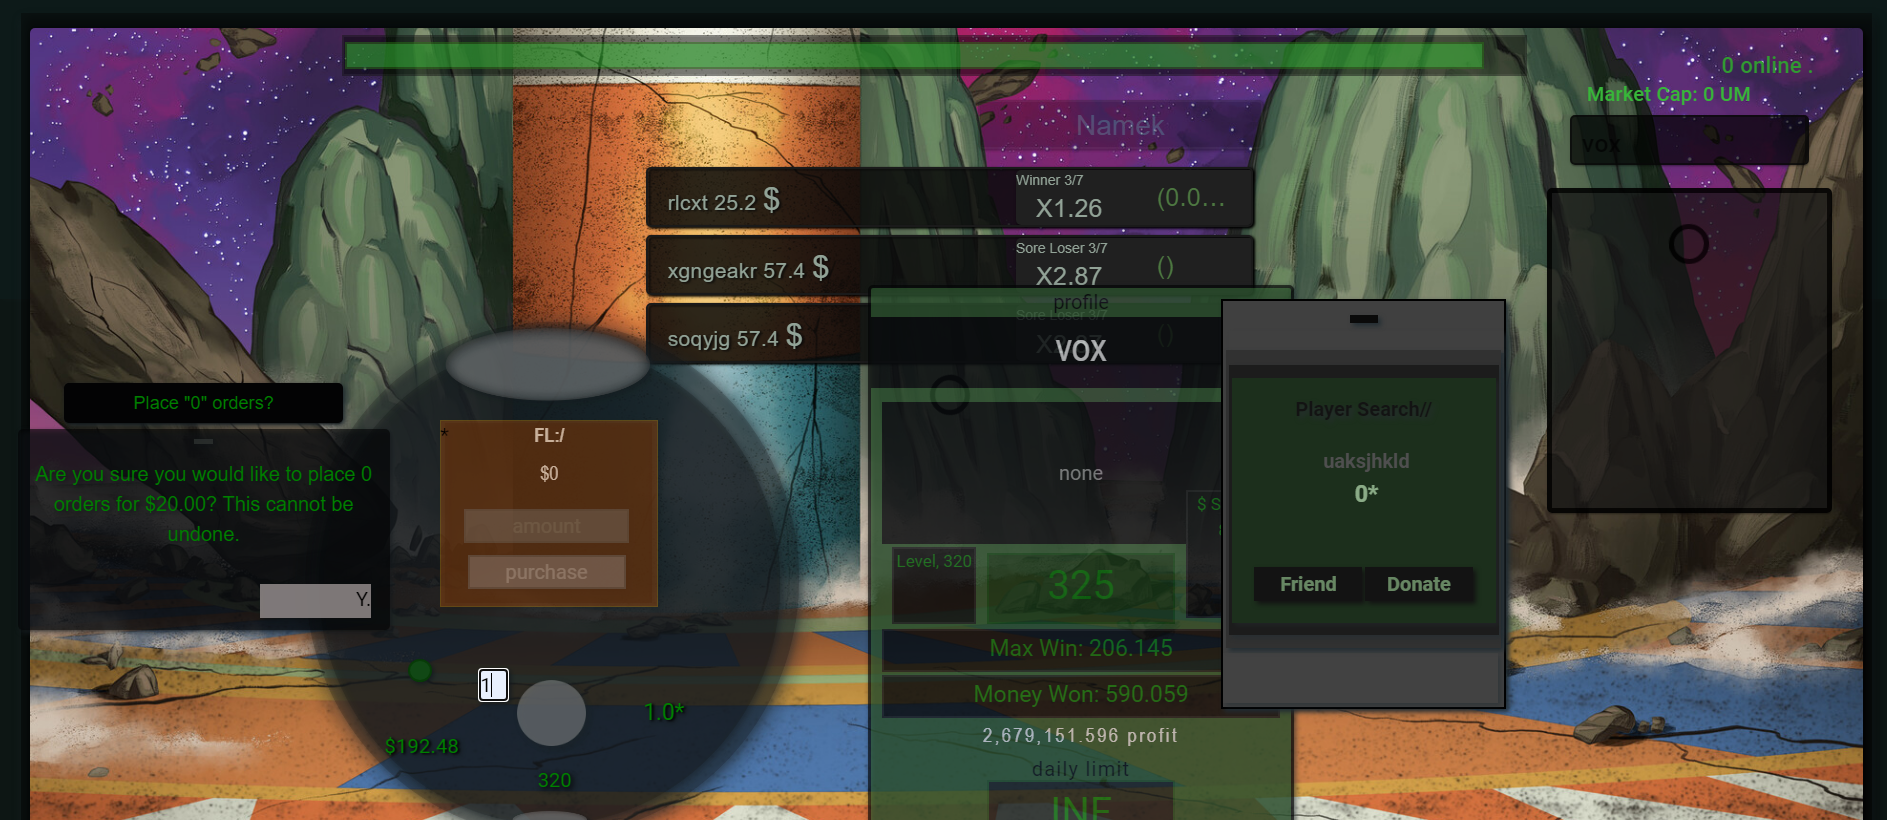 0 online .
Market Cap: 0 UM
vox
Namek
rlcxt 25.2 $
Winner 3/7
X1.26
(0.0...
xgngeakr 57.4 $
Sore Loser 3/7
X2.87
()
soqyjg 57.4 $
Sore Loser 3/7
()
profile
VOX
none
Level, 320
325
$ S
Max Win: 206.145
Money Won: 590.059
2,679,151.596 profit
daily limit
INF
Player Search//
uaksjhkld
0*
Friend
Donate
Place "0" orders?
Are you sure you would like to place 0
orders for $20.00? This cannot be
undone.
Y.
*
FL:/
$0
amount
purchase
1
1.0*
$192.48
320